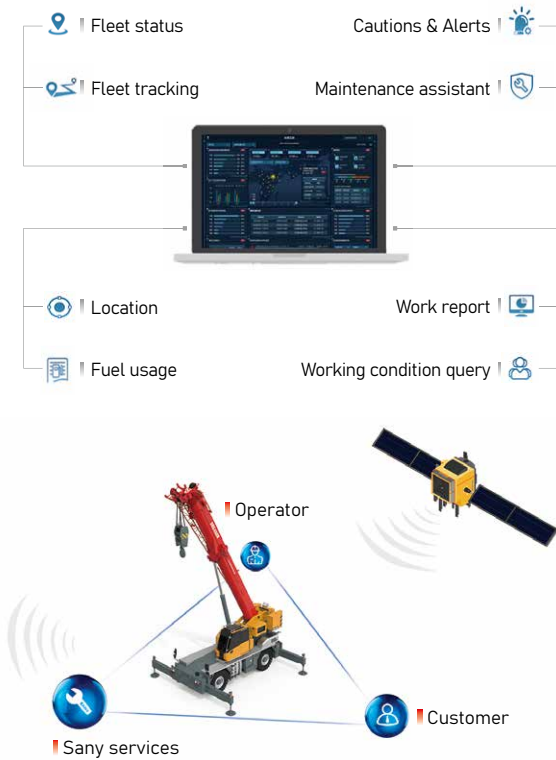 Fleet status
Cautions & Alerts
Fleet tracking
Maintenance assistant
Location
Work report
Fuel usage
Working condition query
Operator
Customer
Sany services